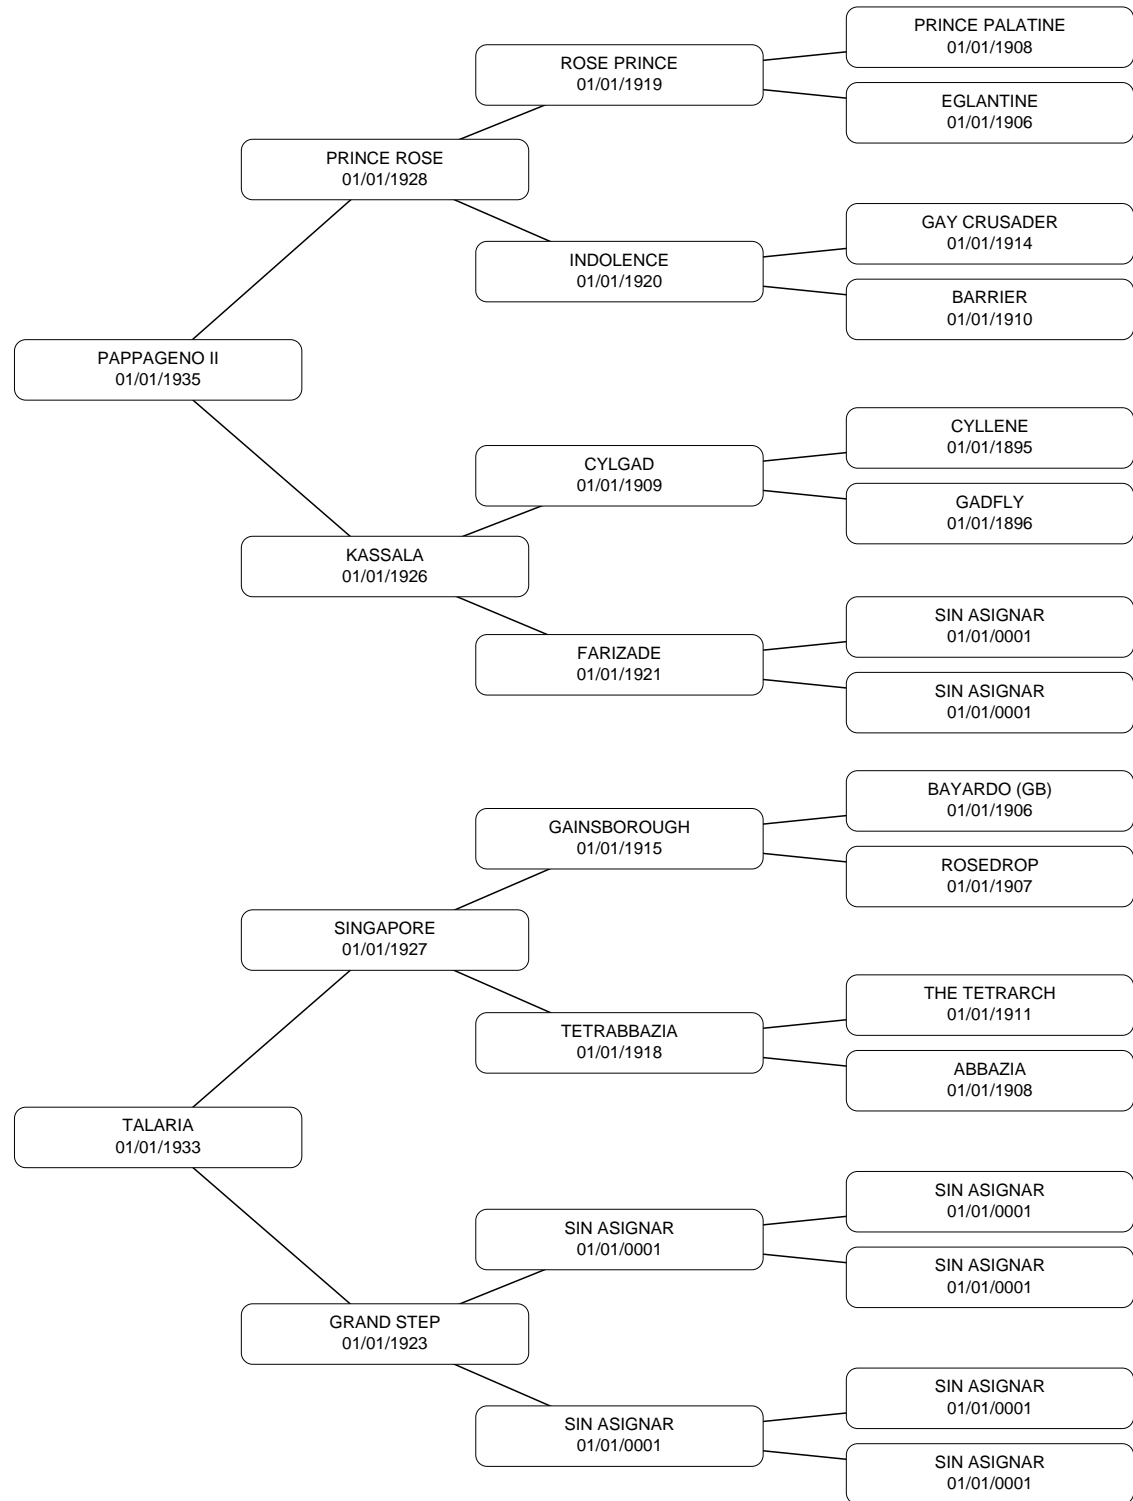 PRINCE PALATINE
01/01/1908
ROSE PRINCE
01/01/1919
EGLANTINE
01/01/1906
PRINCE ROSE
01/01/1928
GAY CRUSADER
01/01/1914
INDOLENCE
01/01/1920
BARRIER
01/01/1910
PAPPAGENO II
01/01/1935
CYLLENE
01/01/1895
CYLGAD
01/01/1909
GADFLY
01/01/1896
KASSALA
01/01/1926
SIN ASIGNAR
01/01/0001
FARIZADE
01/01/1921
SIN ASIGNAR
01/01/0001
BAYARDO (GB)
01/01/1906
GAINSBOROUGH
01/01/1915
ROSEDROP
01/01/1907
SINGAPORE
01/01/1927
THE TETRARCH
01/01/1911
TETRABBAZIA
01/01/1918
ABBAZIA
01/01/1908
TALARIA
01/01/1933
SIN ASIGNAR
01/01/0001
SIN ASIGNAR
01/01/0001
SIN ASIGNAR
01/01/0001
GRAND STEP
01/01/1923
SIN ASIGNAR
01/01/0001
SIN ASIGNAR
01/01/0001
SIN ASIGNAR
01/01/0001